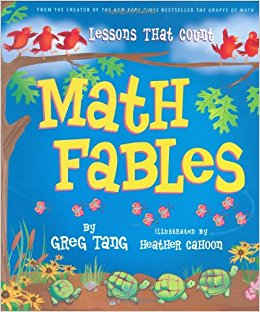 FROM THE CREATOR OF THE NEW YORK TIMES BESTSELLER THE GRAPES OF MATH
Lessons That Count
Math
Fables
by
Greg Tang
illustrated by
Heather Cahoon